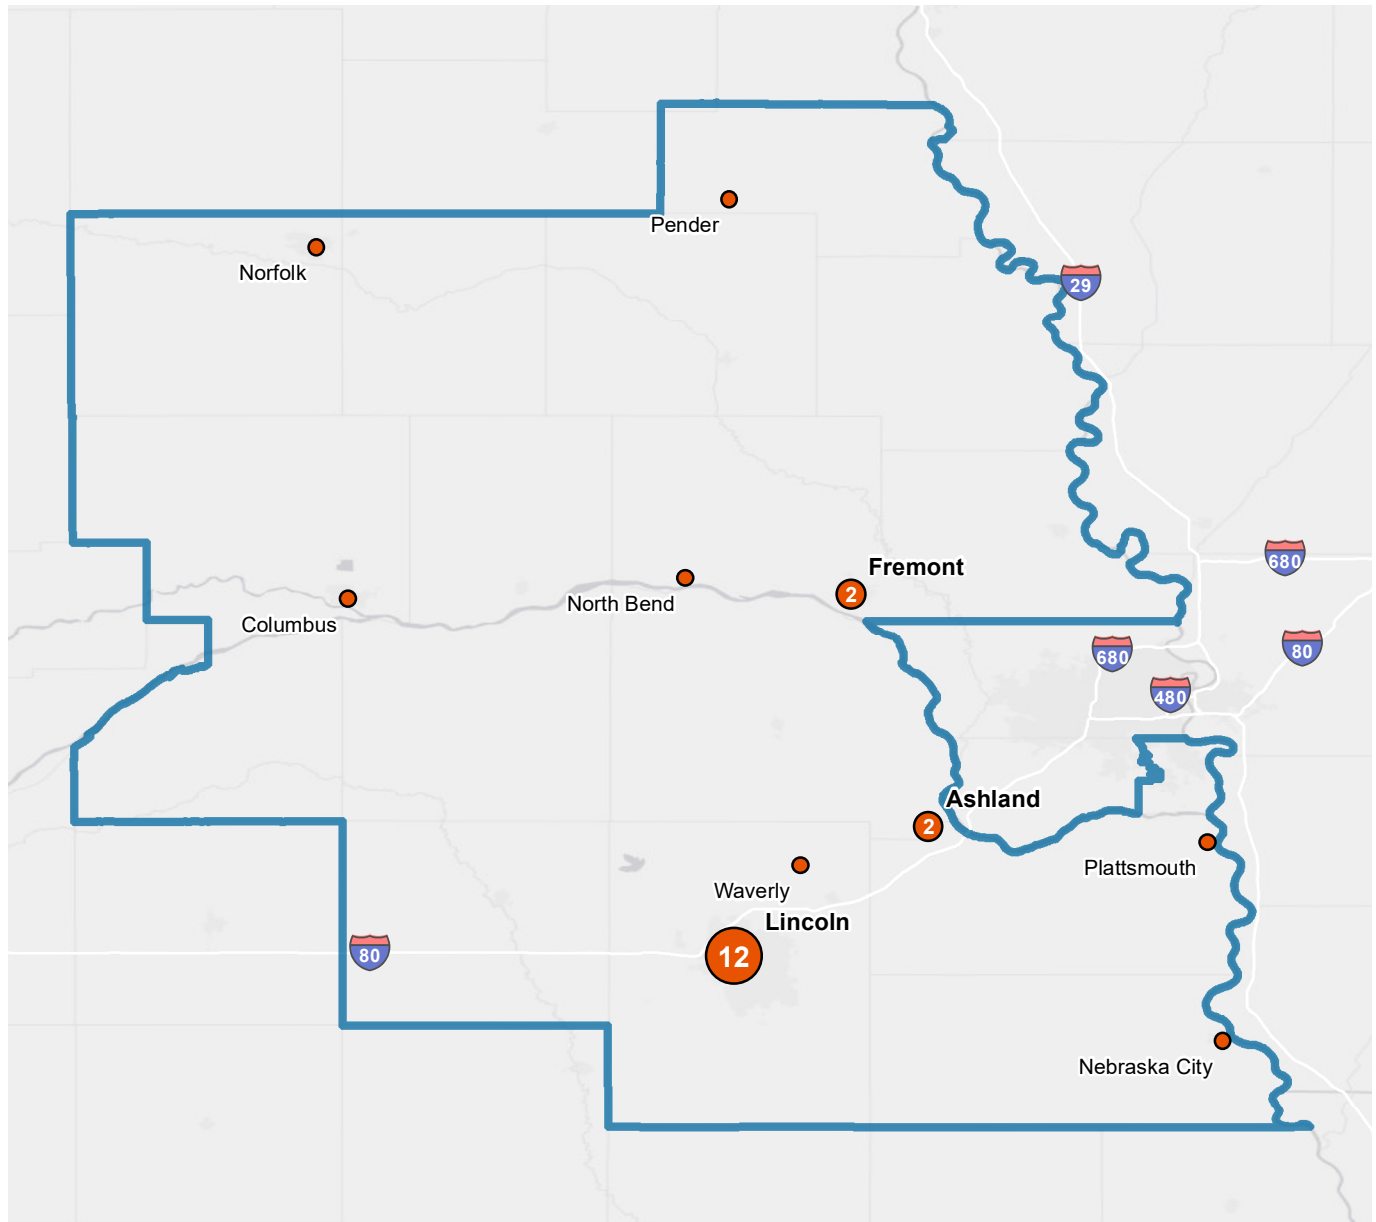 Pender
Norfolk
29
Fremont
680
2
North Bend
Columbus
680
80
480
Ashland
2
Plattsmouth
Waverly
Lincoln
80
12
Nebraska City